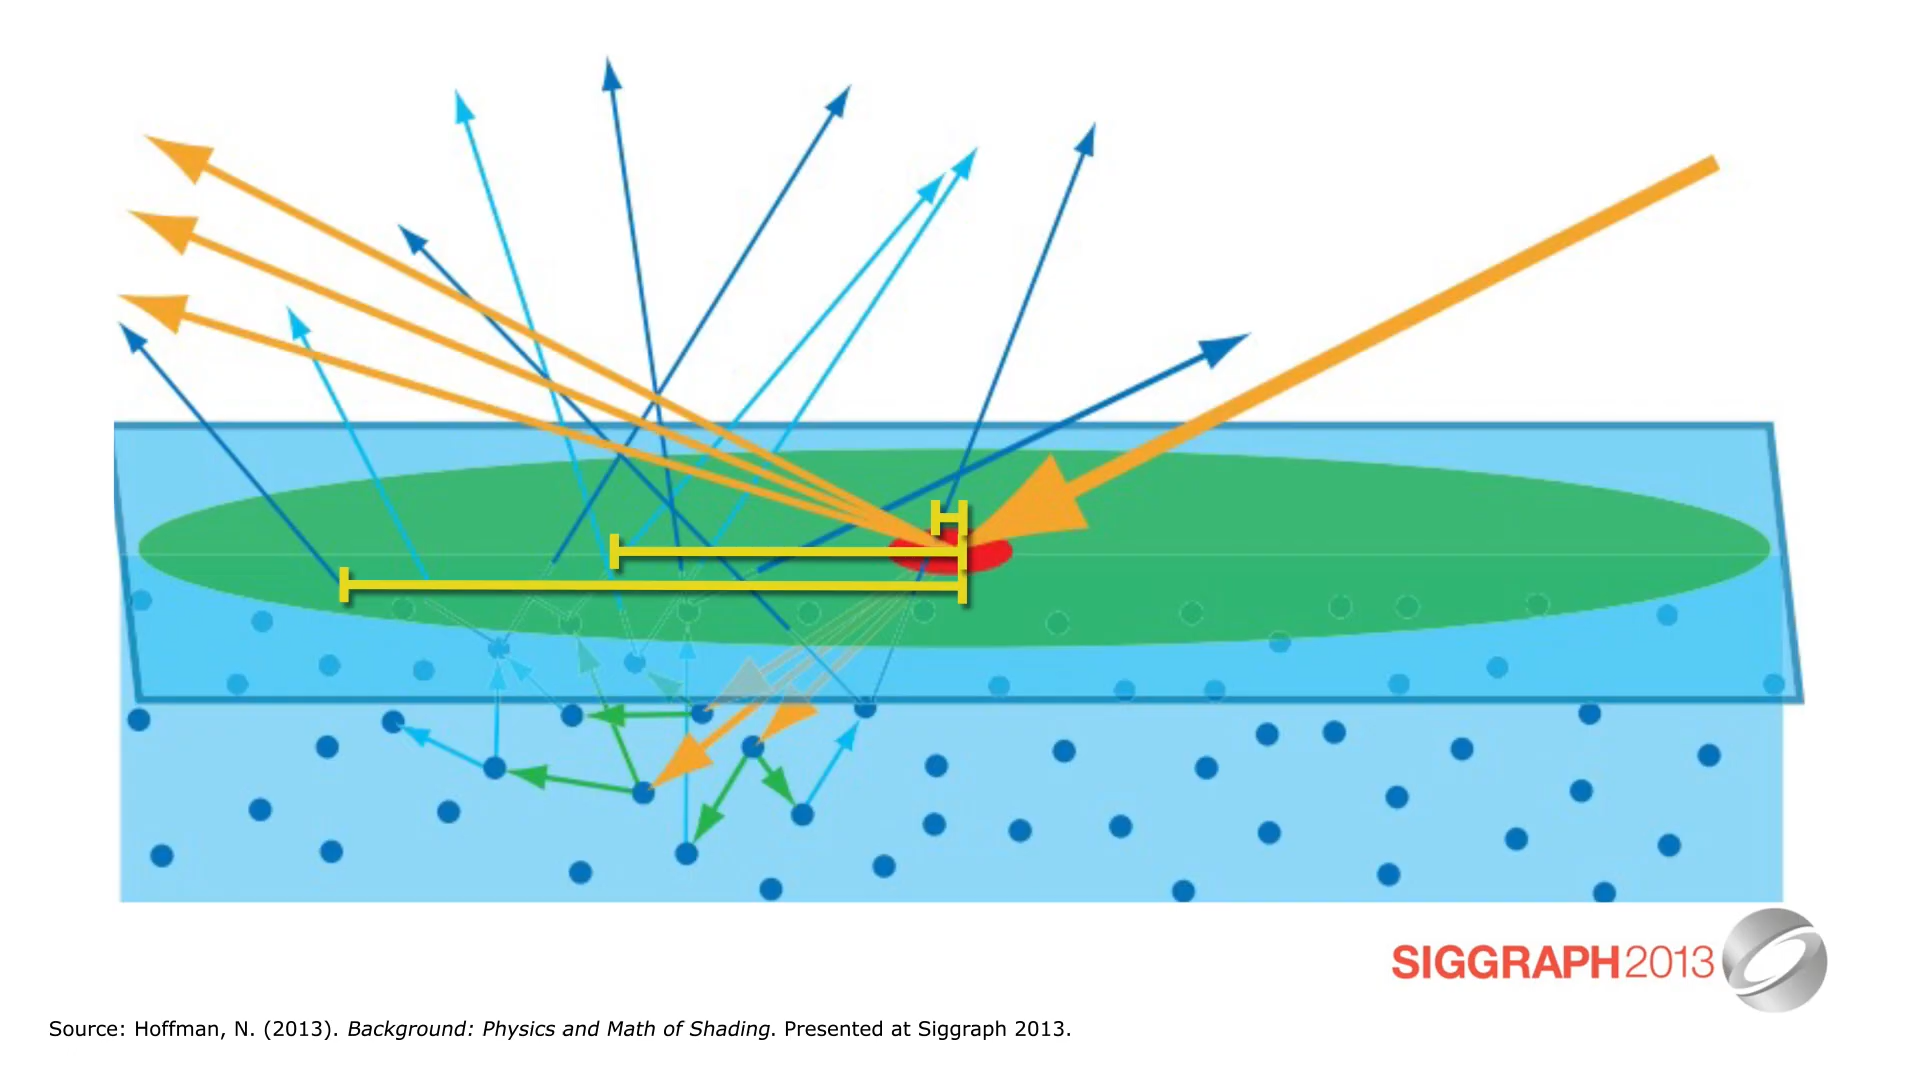 SIGGRAPH2013
Source: Hoffman, N. (2013). Background: Physics and Math of Shading. Presented at Siggraph 2013.